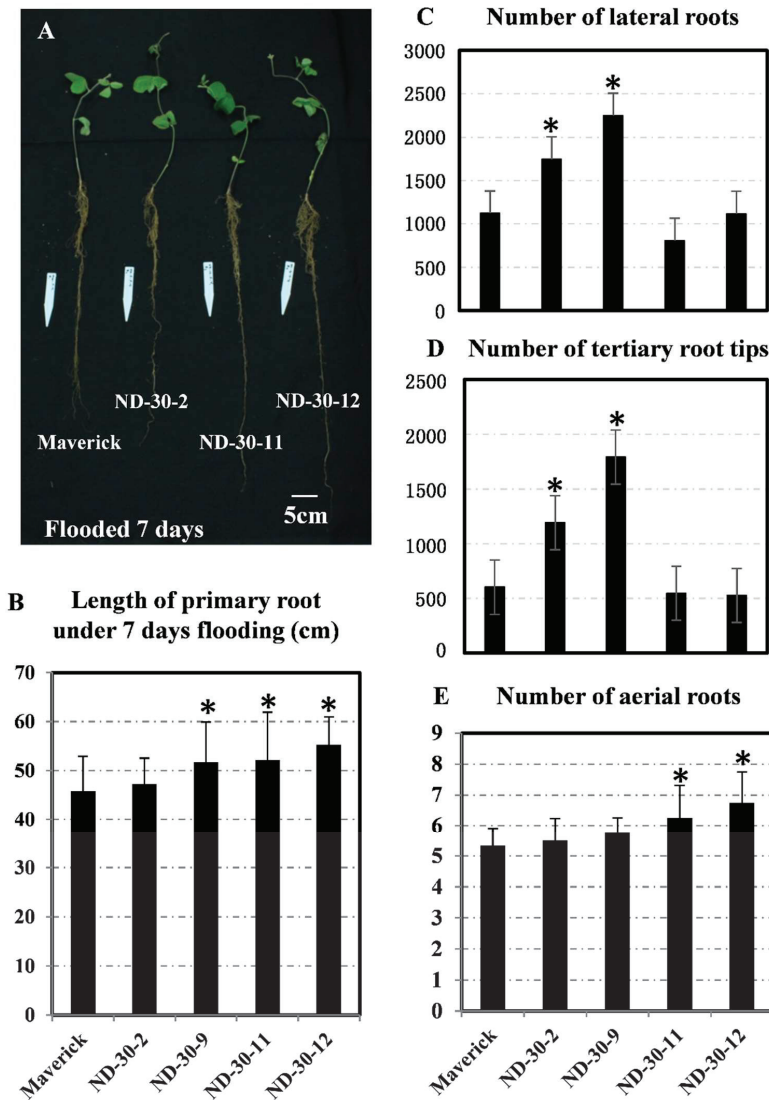 A
ND-30-2
ND-30-12
Maverick
ND-30-11
5cm
Flooded 7 days
B Length of primary root
under 7 days flooding (cm)
70
60
50
40
30
20
10
0
Maverick
ND-30-2
ND-30-9
ND-30-11
ND-30-12
* * *
C Number of lateral roots
3000
2500
2000
1500
1000
500
0
* *
D Number of tertiary root tips
2500
2000
1500
1000
500
0
* *
E Number of aerial roots
9
8
7
6
5
4
3
2
1
0
* *
Maverick
ND-30-2
ND-30-9
ND-30-11
ND-30-12